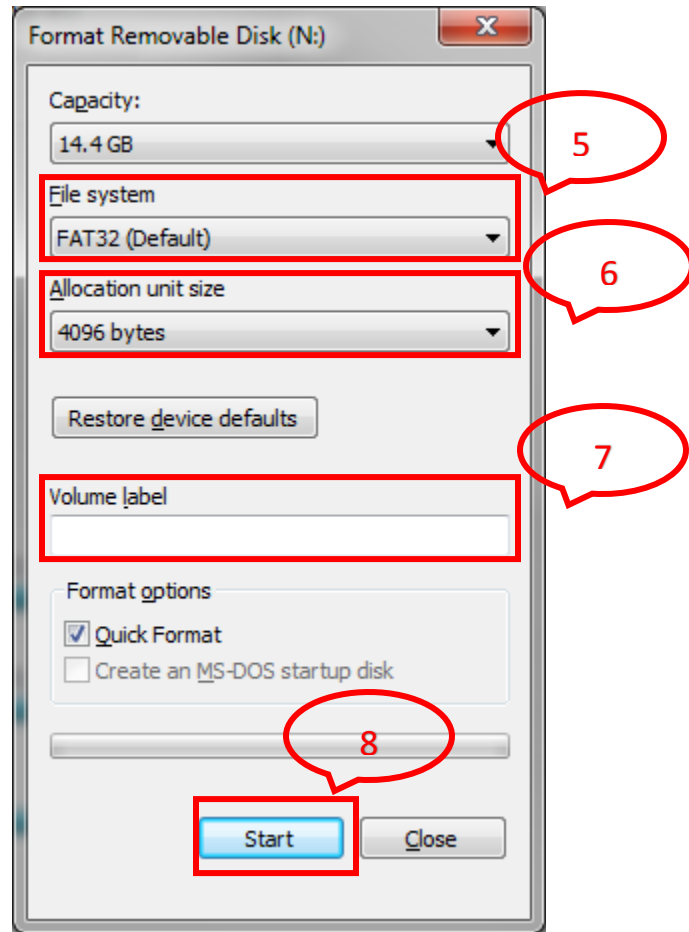 Format Removable Disk (N:)
Capacity:
14.4 GB
5
File system
FAT32 (Default)
6
Allocation unit size
4096 bytes
Restore device defaults
7
Volume label
Format options
Quick Format
Create an MS-DOS startup disk
8
Start
Close